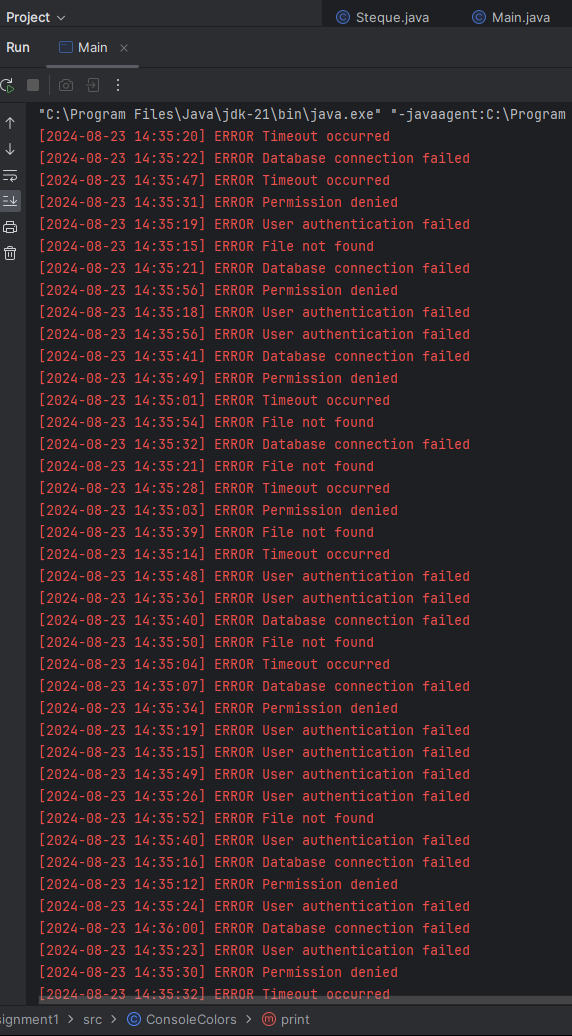 Project
Steque.java
Main.java
Run
Main
"C:\Program Files\Java\jdk-21\bin\java.exe" "-javaagent:C:\Program
[2024-08-23 14:35:20] ERROR Timeout occurred
[2024-08-23 14:35:22] ERROR Database connection failed
[2024-08-23 14:35:47] ERROR Timeout occurred
[2024-08-23 14:35:31] ERROR Permission denied
[2024-08-23 14:35:19] ERROR User authentication failed
[2024-08-23 14:35:15] ERROR File not found
[2024-08-23 14:35:21] ERROR Database connection failed
[2024-08-23 14:35:56] ERROR Permission denied
[2024-08-23 14:35:18] ERROR User authentication failed
[2024-08-23 14:35:56] ERROR User authentication failed
[2024-08-23 14:35:41] ERROR Database connection failed
[2024-08-23 14:35:49] ERROR Permission denied
[2024-08-23 14:35:01] ERROR Timeout occurred
[2024-08-23 14:35:54] ERROR File not found
[2024-08-23 14:35:32] ERROR Database connection failed
[2024-08-23 14:35:21] ERROR File not found
[2024-08-23 14:35:28] ERROR Timeout occurred
[2024-08-23 14:35:03] ERROR Permission denied
[2024-08-23 14:35:39] ERROR File not found
[2024-08-23 14:35:14] ERROR Timeout occurred
[2024-08-23 14:35:48] ERROR User authentication failed
[2024-08-23 14:35:36] ERROR User authentication failed
[2024-08-23 14:35:40] ERROR Database connection failed
[2024-08-23 14:35:50] ERROR File not found
[2024-08-23 14:35:04] ERROR Timeout occurred
[2024-08-23 14:35:07] ERROR Database connection failed
[2024-08-23 14:35:34] ERROR Permission denied
[2024-08-23 14:35:19] ERROR User authentication failed
[2024-08-23 14:35:15] ERROR User authentication failed
[2024-08-23 14:35:49] ERROR User authentication failed
[2024-08-23 14:35:26] ERROR User authentication failed
[2024-08-23 14:35:52] ERROR File not found
[2024-08-23 14:35:40] ERROR User authentication failed
[2024-08-23 14:35:16] ERROR Database connection failed
[2024-08-23 14:35:12] ERROR Permission denied
[2024-08-23 14:35:24] ERROR User authentication failed
[2024-08-23 14:36:00] ERROR Database connection failed
[2024-08-23 14:35:23] ERROR User authentication failed
[2024-08-23 14:35:30] ERROR Permission denied
[2024-08-23 14:35:32] ERROR Timeout occurred
signment1 > src > ConsoleColors > print